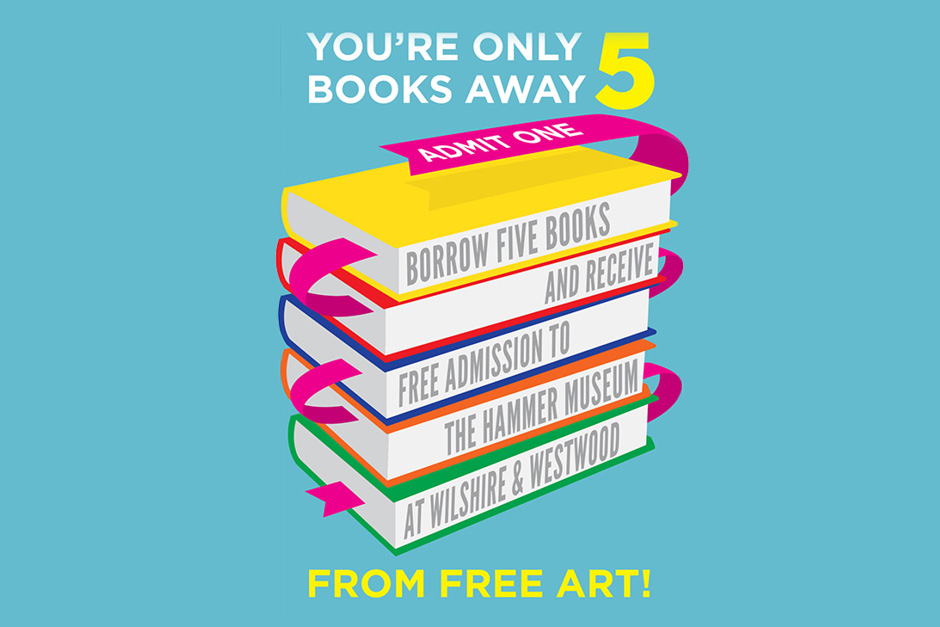 YOU'RE ONLY 5
BOOKS AWAY
ADMIT ONE
BORROW FIVE BOOKS
AND RECEIVE
FREE ADMISSION TO
THE HAMMER MUSEUM
AT WILSHIRE & WESTWOOD
FROM FREE ART!